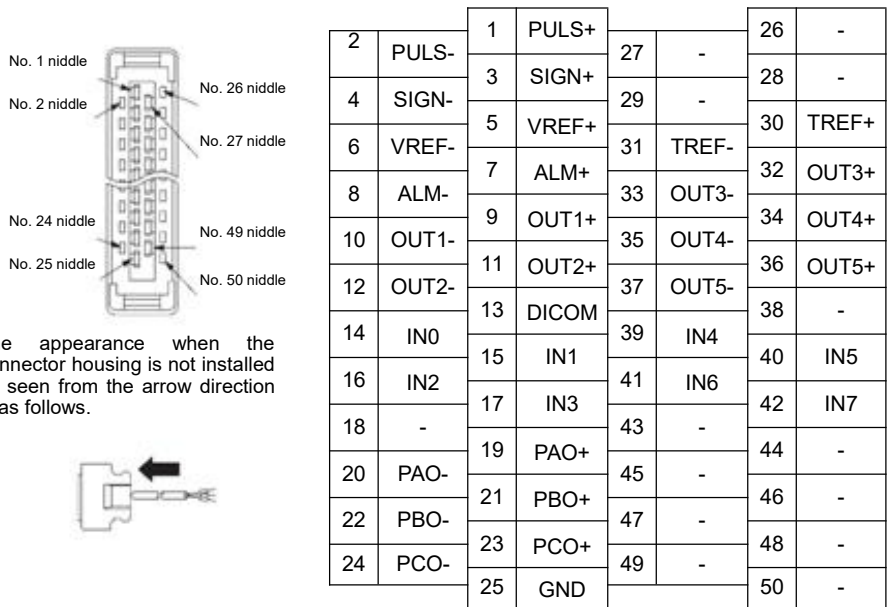 No. 1 niddle
No. 2 niddle
No. 26 niddle
No. 27 niddle
No. 24 niddle
No. 25 niddle
No. 49 niddle
No. 50 niddle
appearance when the
nnector housing is not installed
seen from the arrow direction
as follows.
1 PULS+ 26 -
2 PULS- 27 -
3 SIGN+ 28 -
4 SIGN- 29 -
5 VREF+ 30 TREF+
6 VREF- 31 TREF-
7 ALM+ 32 OUT3+
8 ALM- 33 OUT3-
9 OUT1+ 34 OUT4+
10 OUT1- 35 OUT4-
11 OUT2+ 36 OUT5+
12 OUT2- 37 OUT5-
13 DICOM 38 -
14 IN0 39 IN4
15 IN1 40 IN5
16 IN2 41 IN6
17 IN3 42 IN7
18 - 43 -
19 PAO+ 44 -
20 PAO- 45 -
21 PBO+ 46 -
22 PBO- 47 -
23 PCO+ 48 -
24 PCO- 49 -
25 GND 50 -